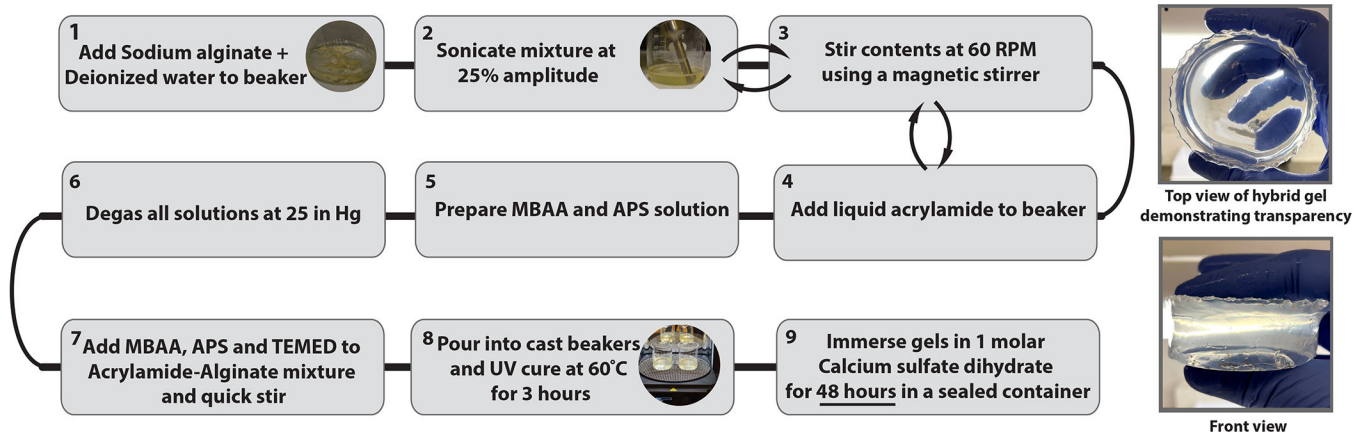 1
Add Sodium alginate +
Deionized water to beaker
2
Sonicate mixture at
25% amplitude
3
Stir contents at 60 RPM
using a magnetic stirrer
4
Add liquid acrylamide to beaker
5
Prepare MBAA and APS solution
6
Degas all solutions at 25 in Hg
7
Add MBAA, APS and TEMED to
Acrylamide-Alginate mixture
and quick stir
8
Pour into cast beakers
and UV cure at 60°C
for 3 hours
9
Immerse gels in 1 molar
Calcium sulfate dihydrate
for 48 hours in a sealed container
Top view of hybrid gel
demonstrating transparency
Front view